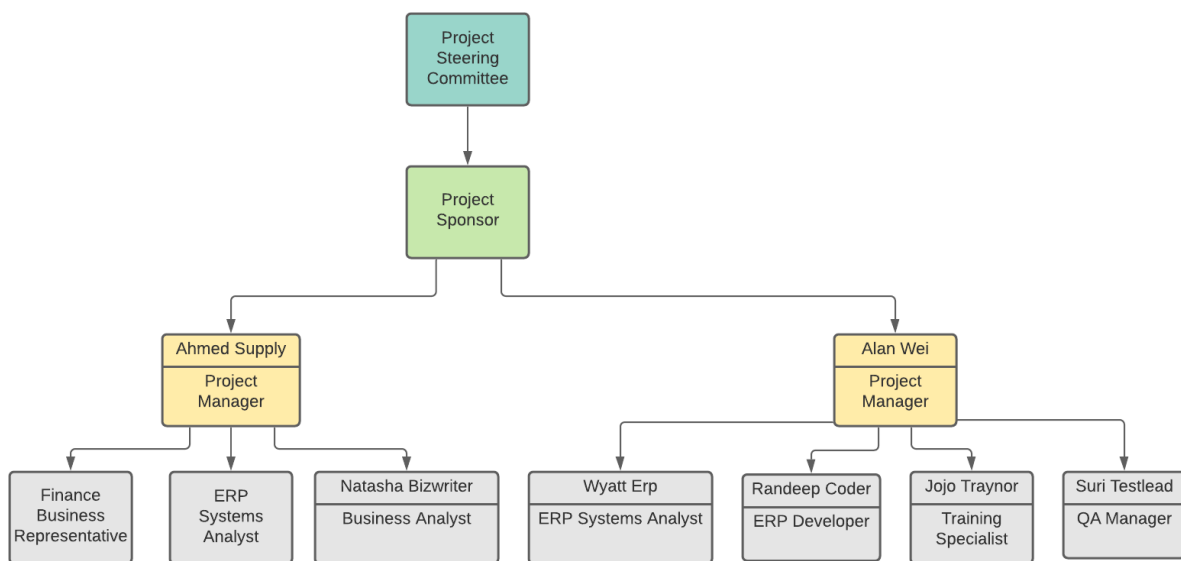 Project
Steering
Committee
Project
Sponsor
Ahmed Supply
Project
Manager
Alan Wei
Project
Manager
Finance
Business
Representative
ERP
Systems
Analyst
Natasha Bizwriter
Business Analyst
Wyatt Erp
ERP Systems Analyst
Randeep Coder
ERP Developer
Jojo Traynor
Training
Specialist
Suri Testlead
QA Manager